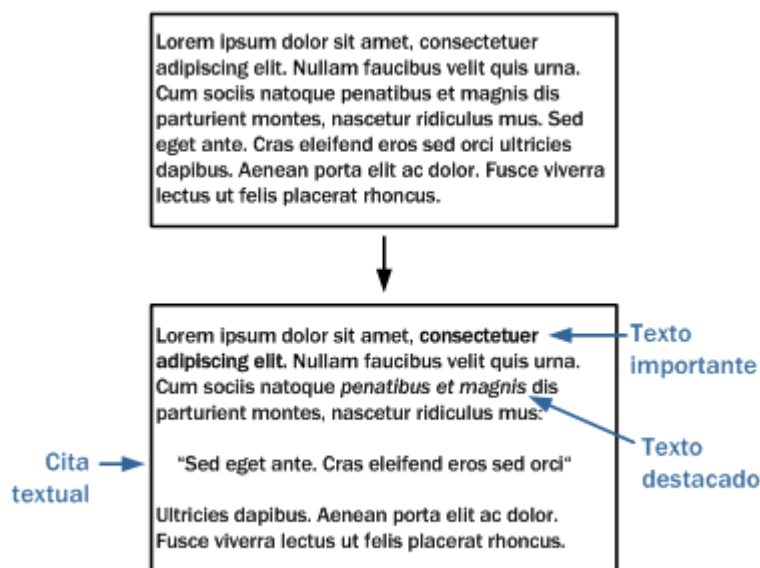 Lorem ipsum dolor sit amet, consectetuer
adipiscing elit. Nullam faucibus velit quis urna.
Cum sociis natoque penatibus et magnis dis
parturient montes, nascetur ridiculus mus. Sed
eget ante. Cras eleifend eros sed orci ultricies
dapibus. Aenean porta elit ac dolor. Fusce viverra
lectus ut felis placerat rhoncus.
Lorem ipsum dolor sit amet, consectetuer
adipiscing elit. Nullam faucibus velit quis urna.
Cum sociis natoque penatibus et magnis dis
parturient montes, nascetur ridiculus mus:
Texto
importante
Texto
destacado
Cita
textual
“Sed eget ante. Cras eleifend eros sed orci“
Ultricies dapibus. Aenean porta elit ac dolor.
Fusce viverra lectus ut felis placerat rhoncus.